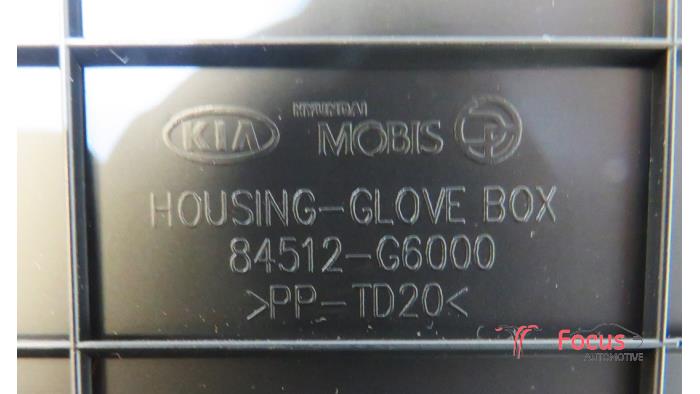 KIA HYUNDAI MOBIS
HOUSING-GLOVE BOX
84512-G6000
>PP-TD20<
Focus
AUTOMOTIVE